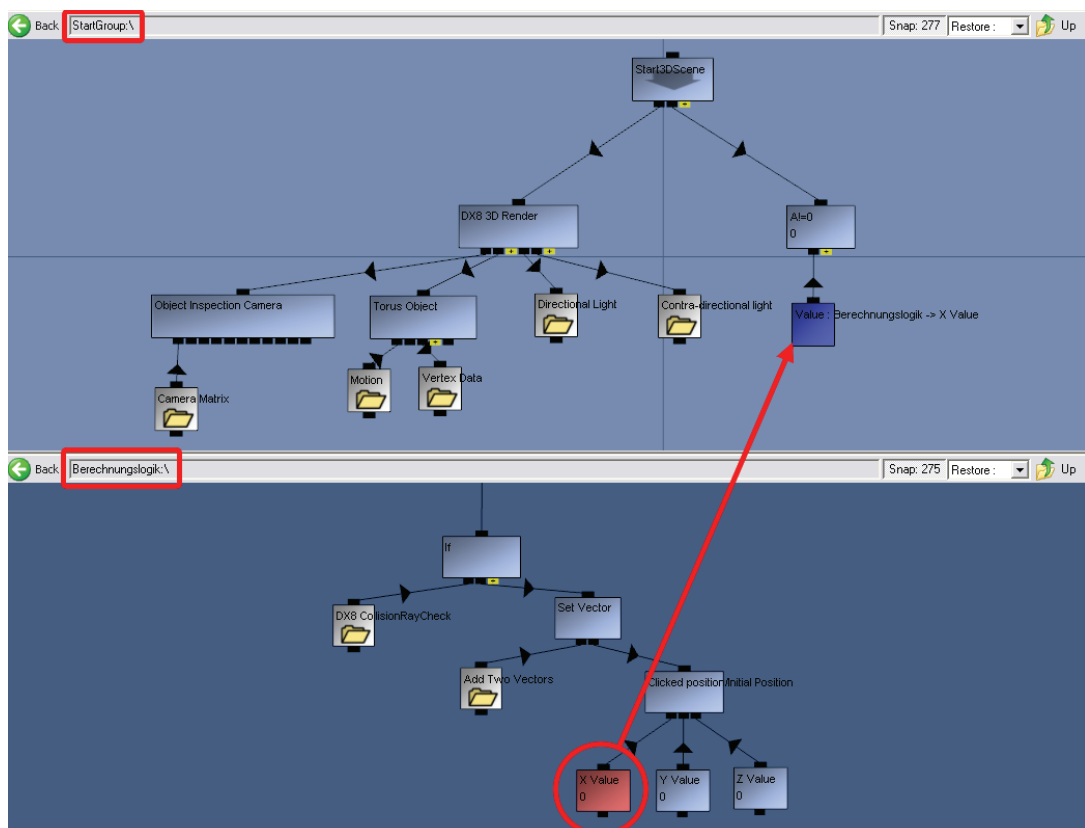 Back StartGroup:\ Snap: 277 Restore : Up
Start3DScene
DX8 3D Render
A!=0
0
Object Inspection Camera
Torus Object
Directional Light
Contra-directional light
Value : Berechnungslogik -> X Value
Motion
Vertex Data
Camera Matrix
Back Berechnungslogik:\ Snap: 275 Restore : Up
If
DX8 CollisionRayCheck
Set Vector
Add Two Vectors
Clicked position/Initial Position
X Value
0
Y Value
0
Z Value
0